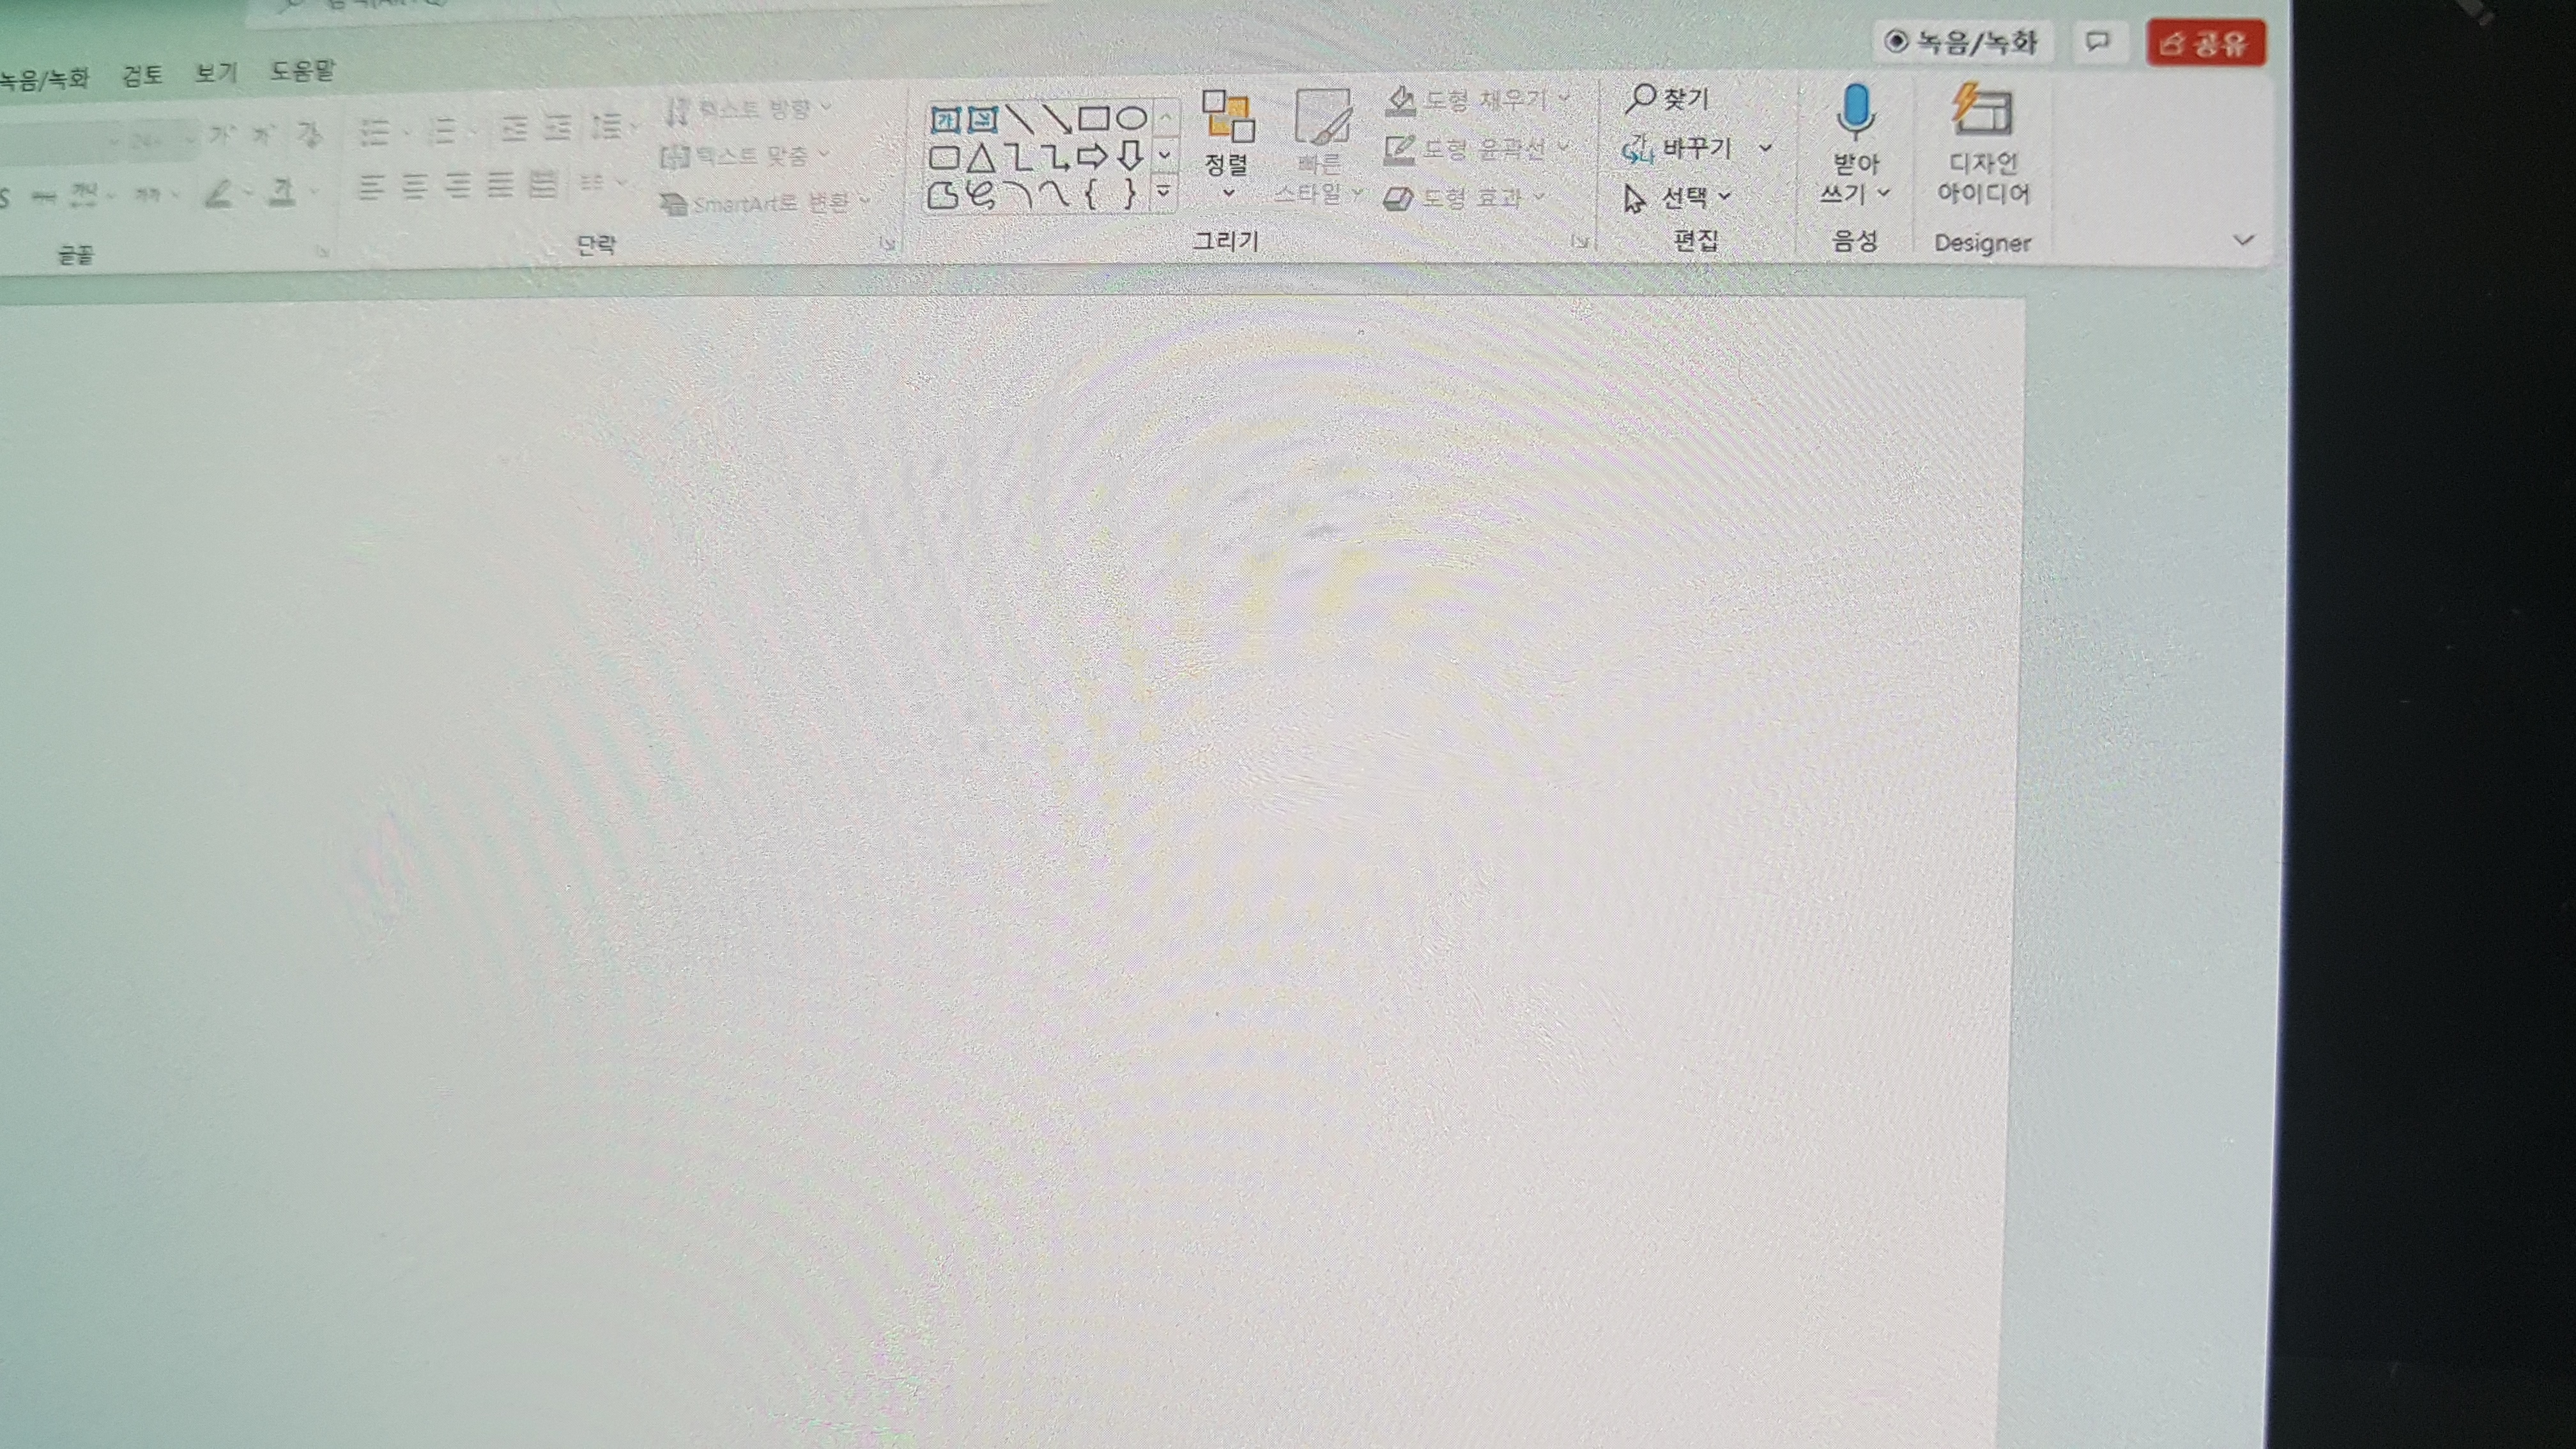 녹음/녹화 공유
녹음/녹화 검토 보기 도움말
텍스트 방향
텍스트 맞춤
SmartArt로 변환
정렬
빠른
스타일
도형 채우기
도형 윤곽선
도형 효과
찾기
바꾸기
선택
받아
쓰기
디자인
아이디어
글꼴 단락 그리기 편집 음성 Designer